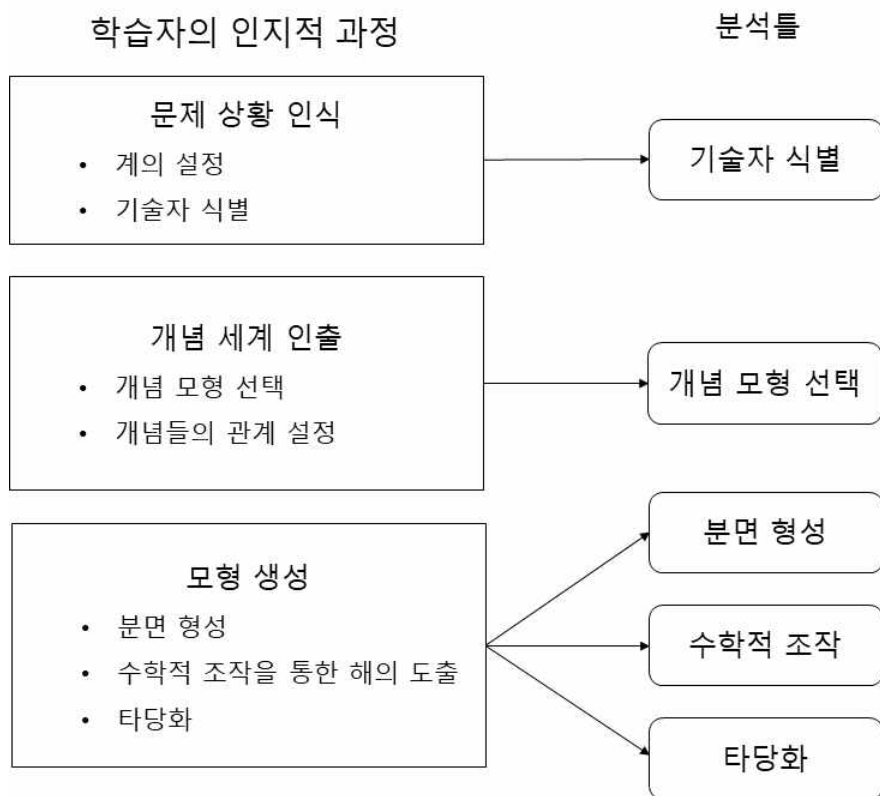 학습자의 인지적 과정
분석틀
문제 상황 인식
• 계의 설정
• 기술자 식별
기술자 식별
개념 세계 인출
• 개념 모형 선택
• 개념들의 관계 설정
개념 모형 선택
모형 생성
• 분면 형성
• 수학적 조작을 통한 해의 도출
• 타당화
분면 형성
수학적 조작
타당화